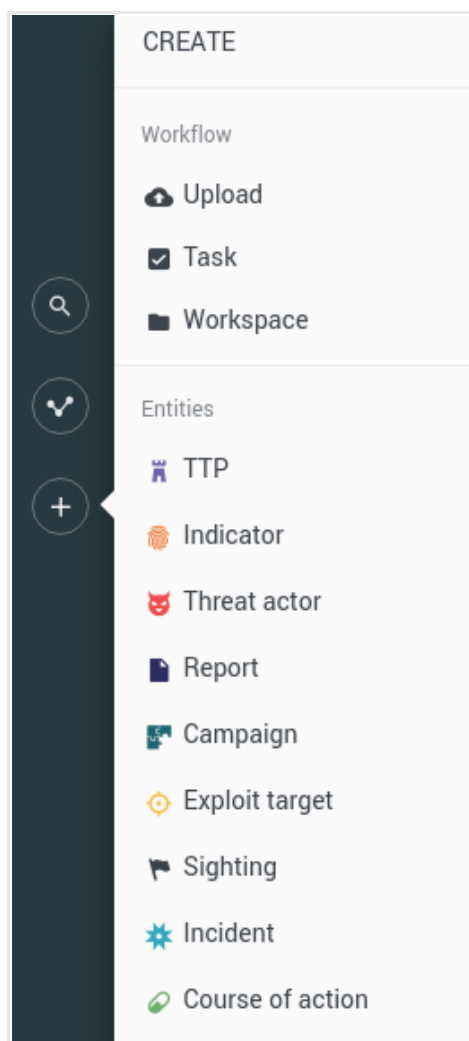 CREATE
Workflow
Upload
Task
Workspace
Entities
TTP
Indicator
Threat actor
Report
Campaign
Exploit target
Sighting
Incident
Course of action